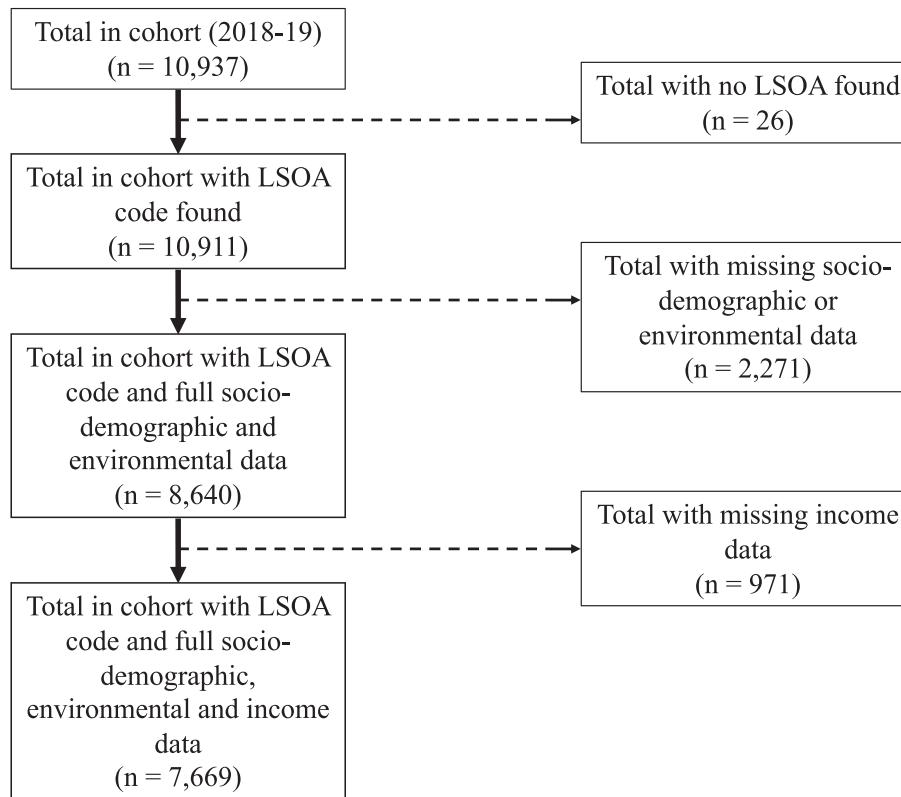 Total in cohort (2018-19)
(n = 10,937)
Total with no LSOA found
(n = 26)
Total in cohort with LSOA
code found
(n = 10,911)
Total with missing socio-
demographic or
environmental data
(n = 2,271)
Total in cohort with LSOA
code and full socio-
demographic and
environmental data
(n = 8,640)
Total with missing income
data
(n = 971)
Total in cohort with LSOA
code and full socio-
demographic,
environmental and income
data
(n = 7,669)